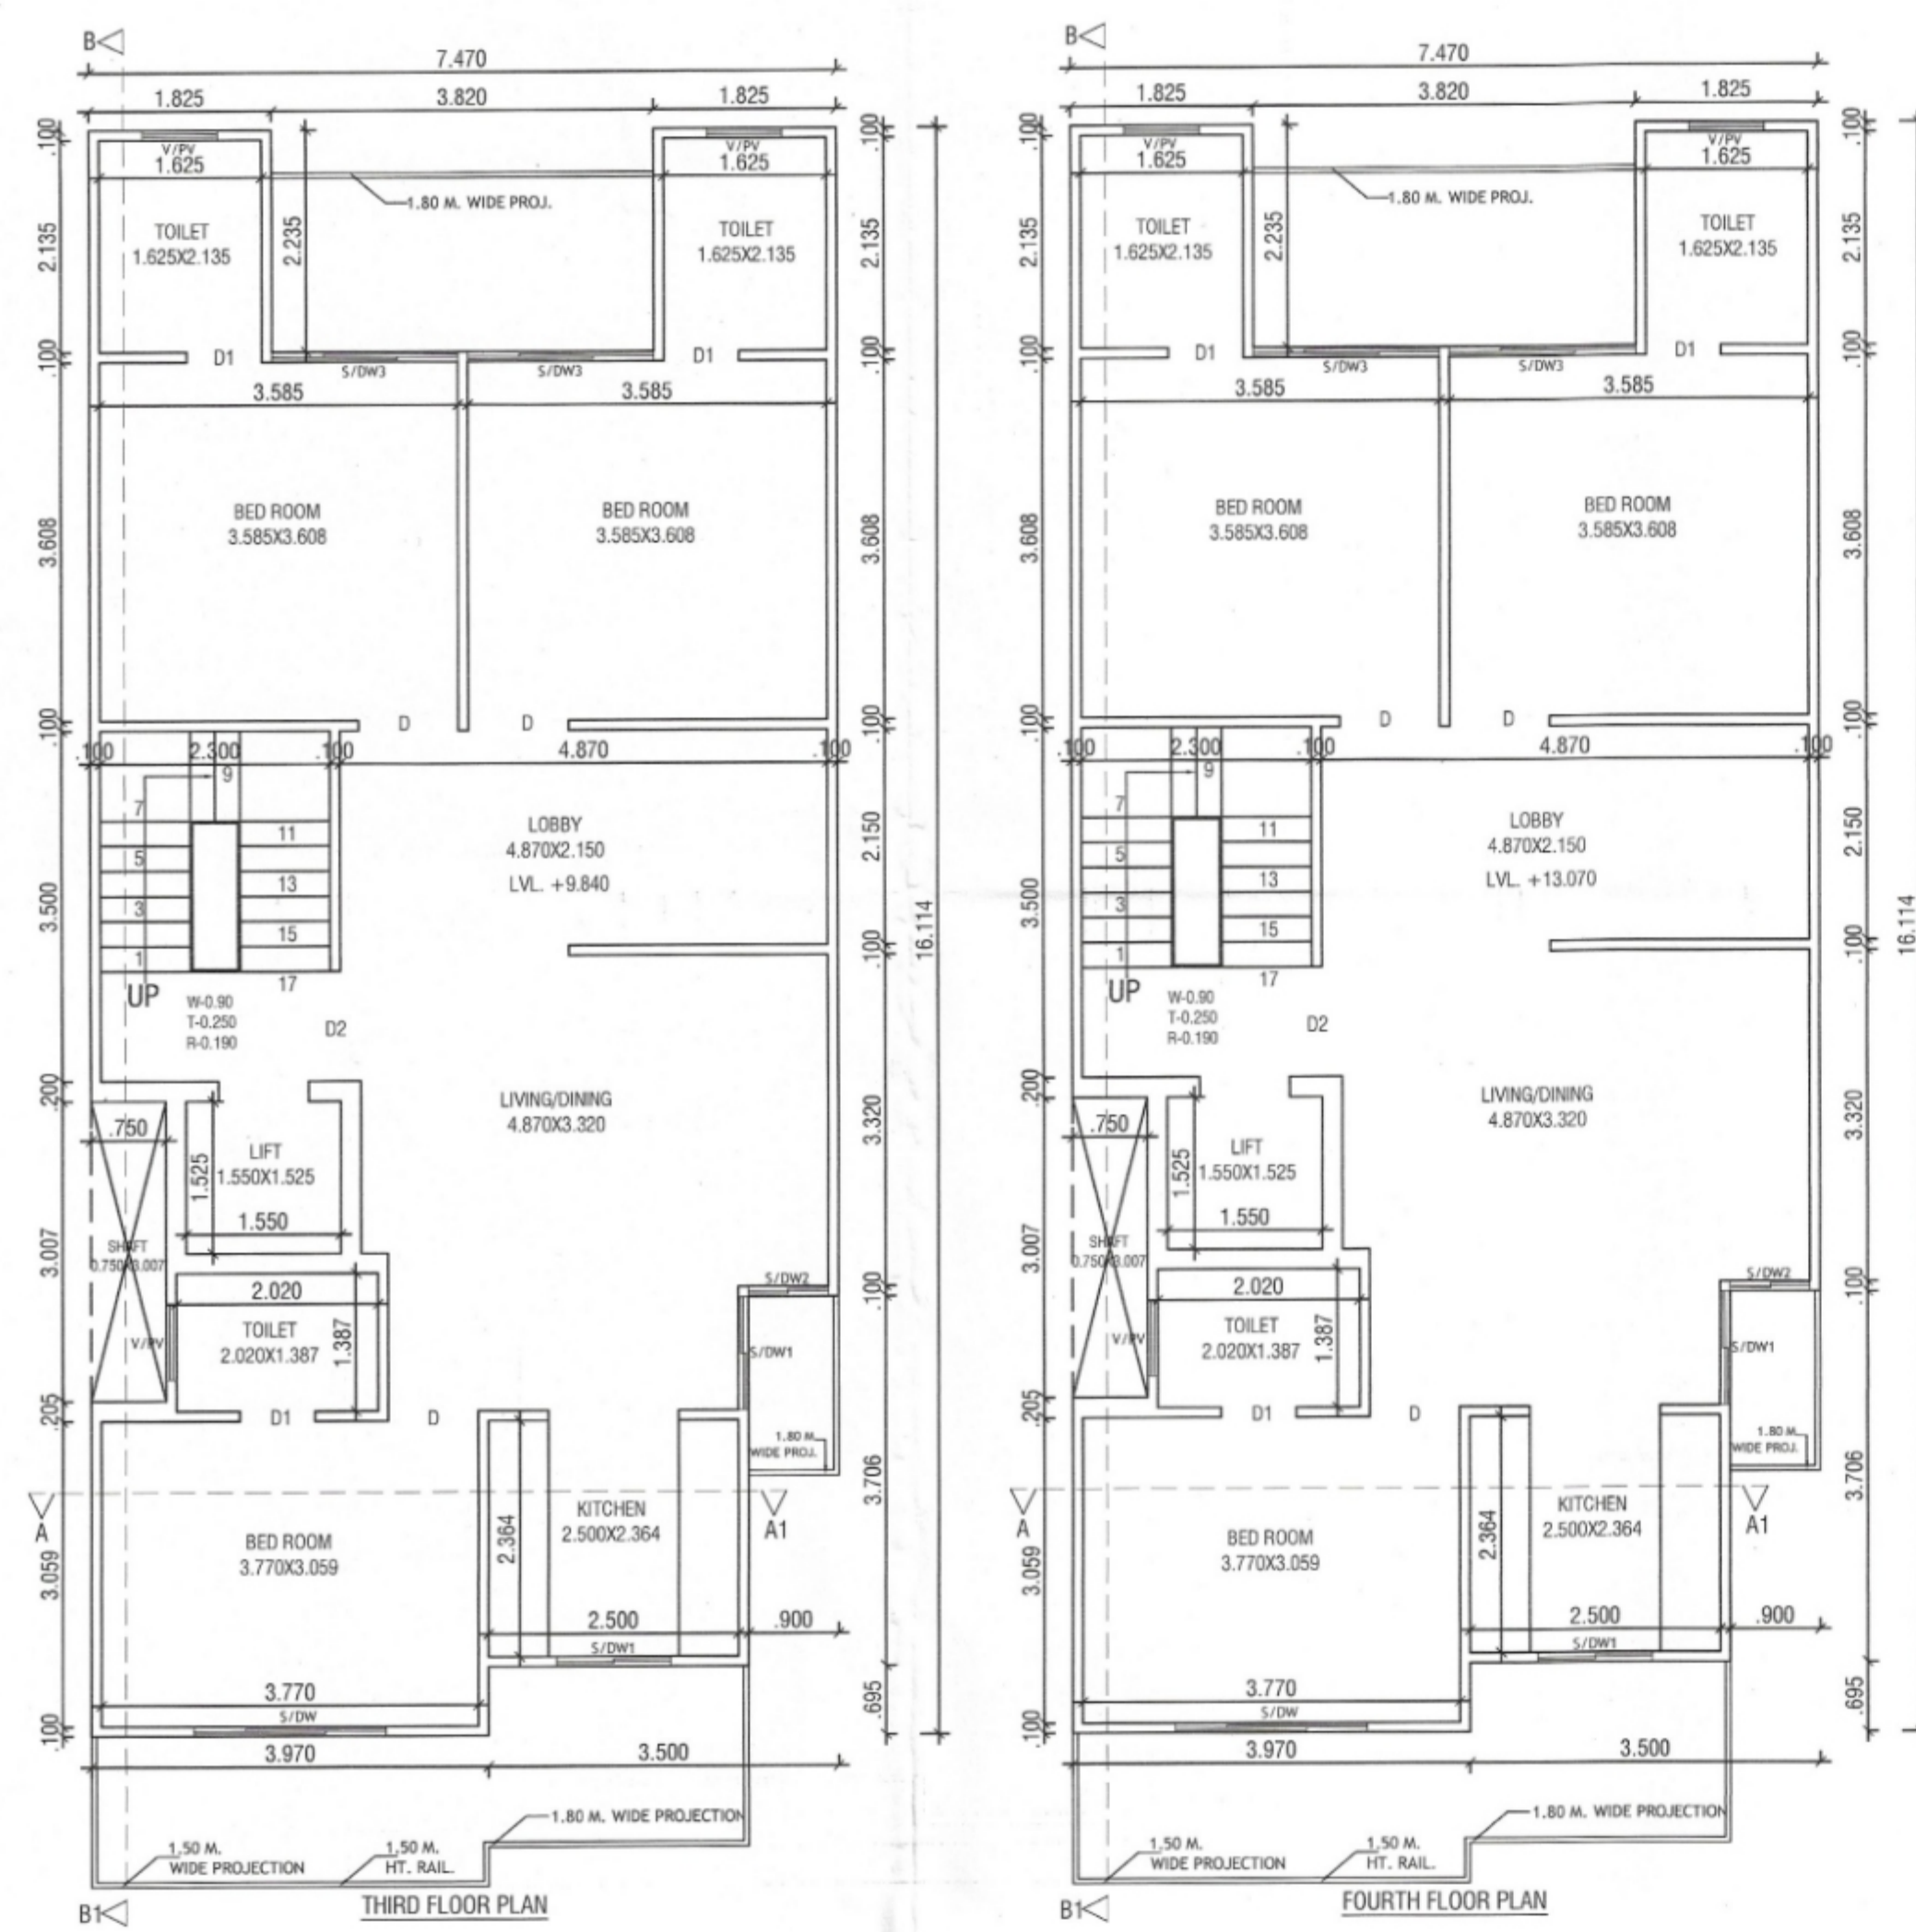 B
7.470
1.825
3.820
1.825
.100
V/PV
1.625
V/PV
1.625
.100
1.80 M. WIDE PROJ.
TOILET
1.625X2.135
2.235
TOILET
1.625X2.135
2.135
2.135
.100
D1
S/DW3
S/DW3
D1
.100
3.585
3.585
BED ROOM
3.585X3.608
BED ROOM
3.585X3.608
3.608
3.608
.100
D
D
.100
.100
2.300
.100
4.870
.100
9
7
11
5
13
3
15
1
17
UP
W-0.90
T-0.250
R-0.190
D2
3.500
LOBBY
4.870X2.150
LVL. +9.840
2.150
.100
16.114
.200
.750
LIFT
1.550X1.525
1.525
1.550
LIVING/DINING
4.870X3.320
3.320
SHAFT
0.750X3.007
3.007
2.020
TOILET
2.020X1.387
1.387
V/PV
S/DW2
.100
S/DW1
.205
D1
D
1.80 M.
WIDE PROJ.
3.706
A
A1
BED ROOM
3.770X3.059
3.059
KITCHEN
2.500X2.364
2.364
2.500
.900
S/DW1
3.770
S/DW
.695
.100
3.970
3.500
1.80 M. WIDE PROJECTION
1.50 M.
WIDE PROJECTION
1.50 M.
HT. RAIL.
B1
THIRD FLOOR PLAN
B
7.470
1.825
3.820
1.825
.100
V/PV
1.625
V/PV
1.625
.100
1.80 M. WIDE PROJ.
TOILET
1.625X2.135
2.235
TOILET
1.625X2.135
2.135
2.135
.100
D1
S/DW3
S/DW3
D1
.100
3.585
3.585
BED ROOM
3.585X3.608
BED ROOM
3.585X3.608
3.608
3.608
.100
D
D
.100
.100
2.300
.100
4.870
.100
9
7
11
5
13
3
15
1
17
UP
W-0.90
T-0.250
R-0.190
D2
3.500
LOBBY
4.870X2.150
LVL. +13.070
2.150
.100
16.114
.200
.750
LIFT
1.550X1.525
1.525
1.550
LIVING/DINING
4.870X3.320
3.320
SHAFT
0.750X3.007
3.007
2.020
TOILET
2.020X1.387
1.387
V/PV
S/DW2
.100
S/DW1
.205
D1
D
1.80 M.
WIDE PROJ.
3.706
A
A1
BED ROOM
3.770X3.059
3.059
KITCHEN
2.500X2.364
2.364
2.500
.900
S/DW1
3.770
S/DW
.695
.100
3.970
3.500
1.80 M. WIDE PROJECTION
1.50 M.
WIDE PROJECTION
1.50 M.
HT. RAIL.
B1
FOURTH FLOOR PLAN